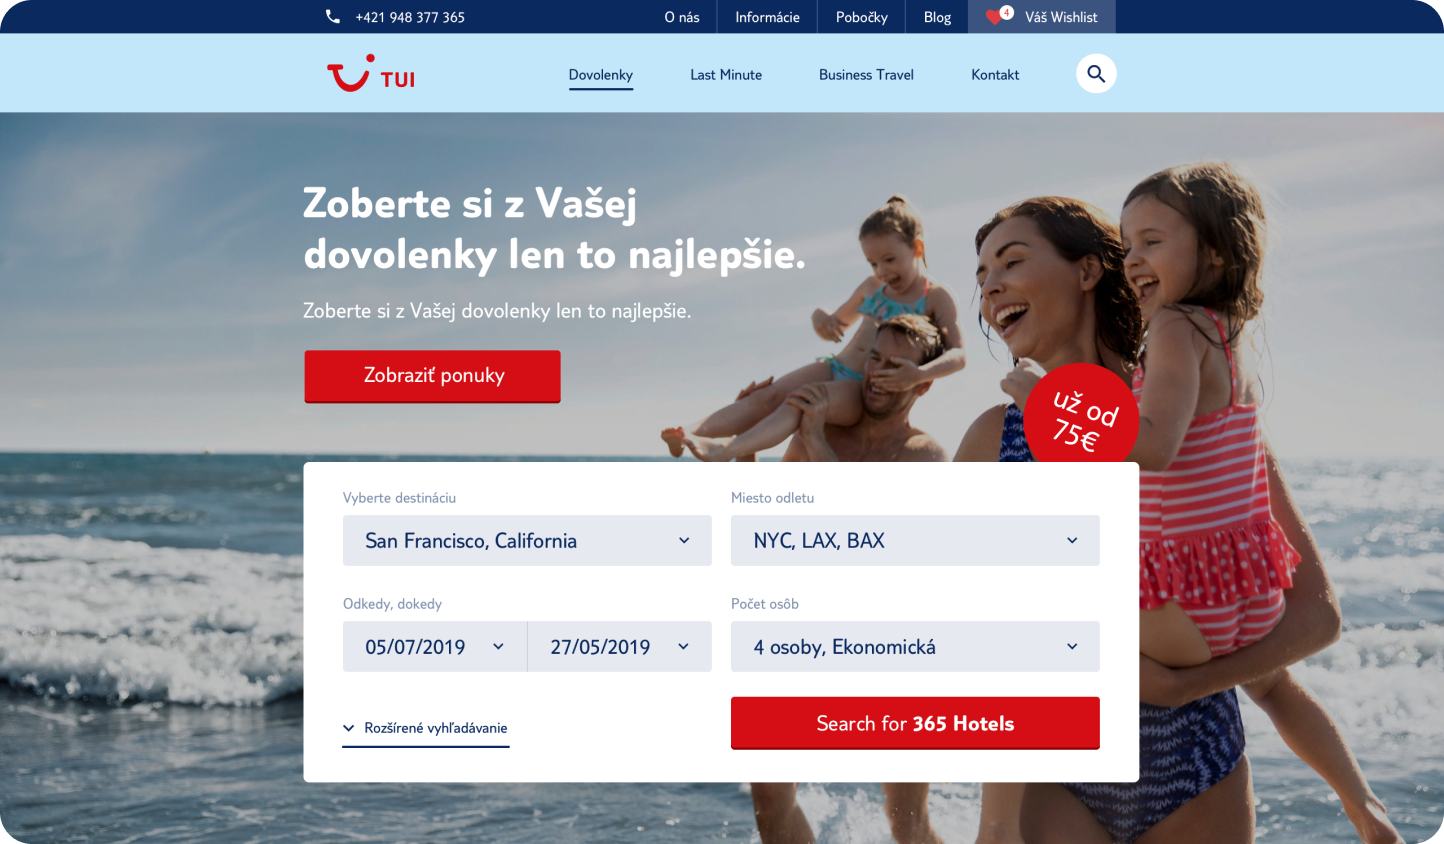 +421 948 377 365
O nás
Informácie
Pobočky
Blog
4
Váš Wishlist
TUI
Dovolenky
Last Minute
Business Travel
Kontakt
Zoberte si z Vašej
dovolenky len to najlepšie.
Zoberte si z Vašej dovolenky len to najlepšie.
Zobraziť ponuky
už od
75€
Vyberte destináciu
San Francisco, California
Miesto odletu
NYC, LAX, BAX
Odkedy, dokedy
05/07/2019
27/05/2019
Počet osôb
4 osoby, Ekonomická
Rozšírené vyhľadávanie
Search for 365 Hotels